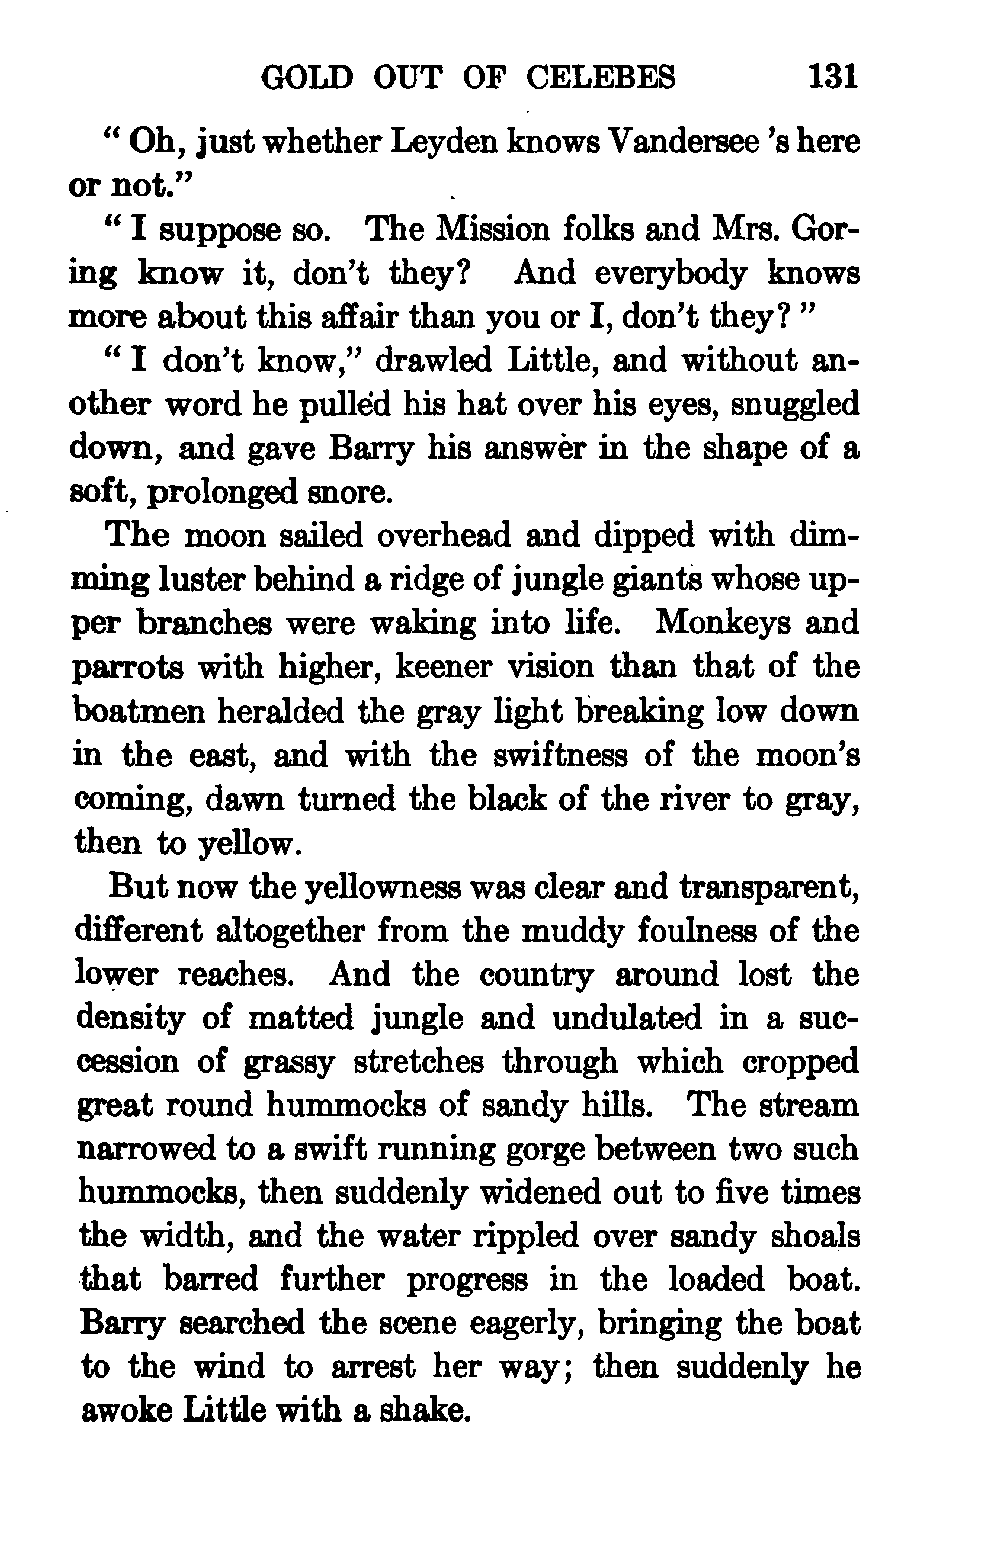 GOLD OUT OF CELEBES 131
“ Oh, just whether Leyden knows Vandersee ’s here
or not.”
“ I suppose so. The Mission folks and Mrs. Gor-
ing know it, don’t they? And everybody knows
more about this affair than you or I, don’t they? ”
“ I don’t know,” drawled Little, and without an-
other word he pulled his hat over his eyes, snuggled
down, and gave Barry his answer in the shape of a
soft, prolonged snore.
The moon sailed overhead and dipped with dim-
ming luster behind a ridge of jungle giants whose up-
per branches were waking into life. Monkeys and
parrots with higher, keener vision than that of the
boatmen heralded the gray light breaking low down
in the east, and with the swiftness of the moon’s
coming, dawn turned the black of the river to gray,
then to yellow.
But now the yellowness was clear and transparent,
different altogether from the muddy foulness of the
lower reaches. And the country around lost the
density of matted jungle and undulated in a suc-
cession of grassy stretches through which cropped
great round hummocks of sandy hills. The stream
narrowed to a swift running gorge between two such
hummocks, then suddenly widened out to five times
the width, and the water rippled over sandy shoals
that barred further progress in the loaded boat.
Barry searched the scene eagerly, bringing the boat
to the wind to arrest her way; then suddenly he
awoke Little with a shake.